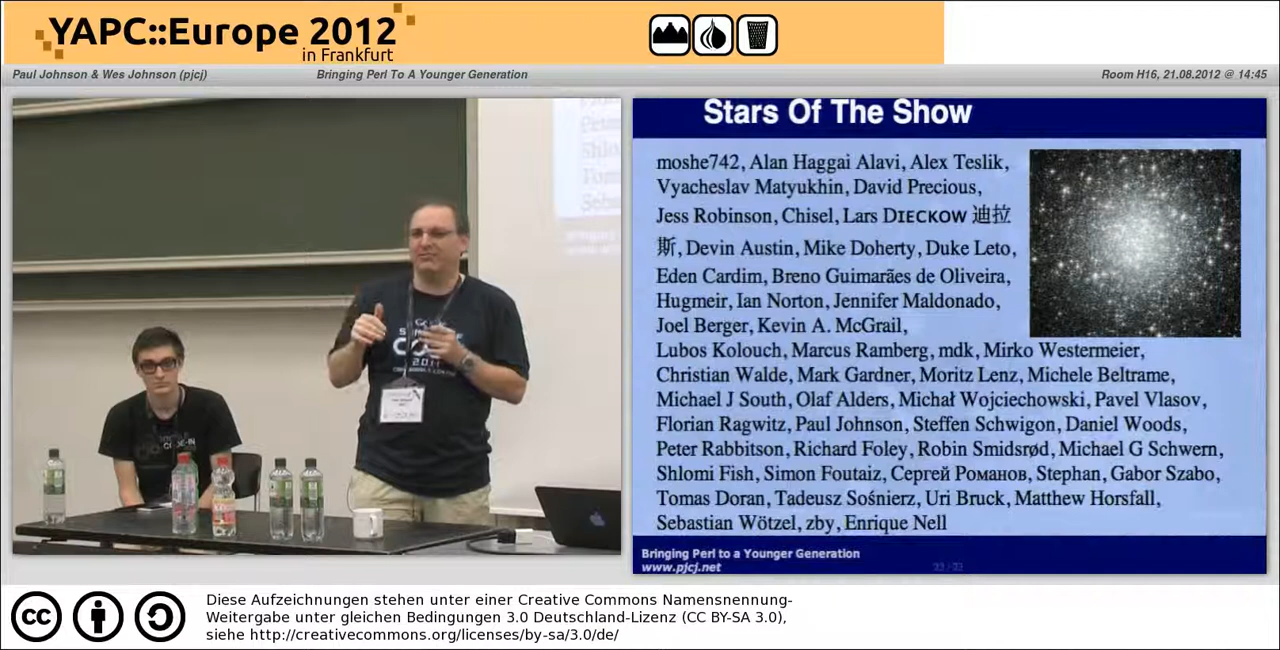 YAPC::Europe 2012
in Frankfurt
Paul Johnson & Wes Johnson (pjcj)
Bringing Perl To A Younger Generation
Room H16, 21.08.2012 @ 14:45
Stars Of The Show
moshe742, Alan Haggai Alavi, Alex Teslik,
Vyacheslav Matyukhin, David Precious,
Jess Robinson, Chisel, Lars Dɪᴇᴄᴋᴏᴡ 迪拉
斯, Devin Austin, Mike Doherty, Duke Leto,
Eden Cardim, Breno Guimarães de Oliveira,
Hugmeir, Ian Norton, Jennifer Maldonado,
Joel Berger, Kevin A. McGrail,
Lubos Kolouch, Marcus Ramberg, mdk, Mirko Westermeier,
Christian Walde, Mark Gardner, Moritz Lenz, Michele Beltrame,
Michael J South, Olaf Alders, Michał Wojciechowski, Pavel Vlasov,
Florian Ragwitz, Paul Johnson, Steffen Schwigon, Daniel Woods,
Peter Rabbitson, Richard Foley, Robin Smidsrød, Michael G Schwern,
Shlomi Fish, Simon Foutaiz, Сергей Романов, Stephan, Gabor Szabo,
Tomas Doran, Tadeusz Sośnierz, Uri Bruck, Matthew Horsfall,
Sebastian Wötzel, zby, Enrique Nell
Bringing Perl to a Younger Generation
www.pjcj.net
23 / 23
CODE-IN
2011
cc
Diese Aufzeichnungen stehen unter einer Creative Commons Namensnennung-
Weitergabe unter gleichen Bedingungen 3.0 Deutschland-Lizenz (CC BY-SA 3.0),
siehe http://creativecommons.org/licenses/by-sa/3.0/de/